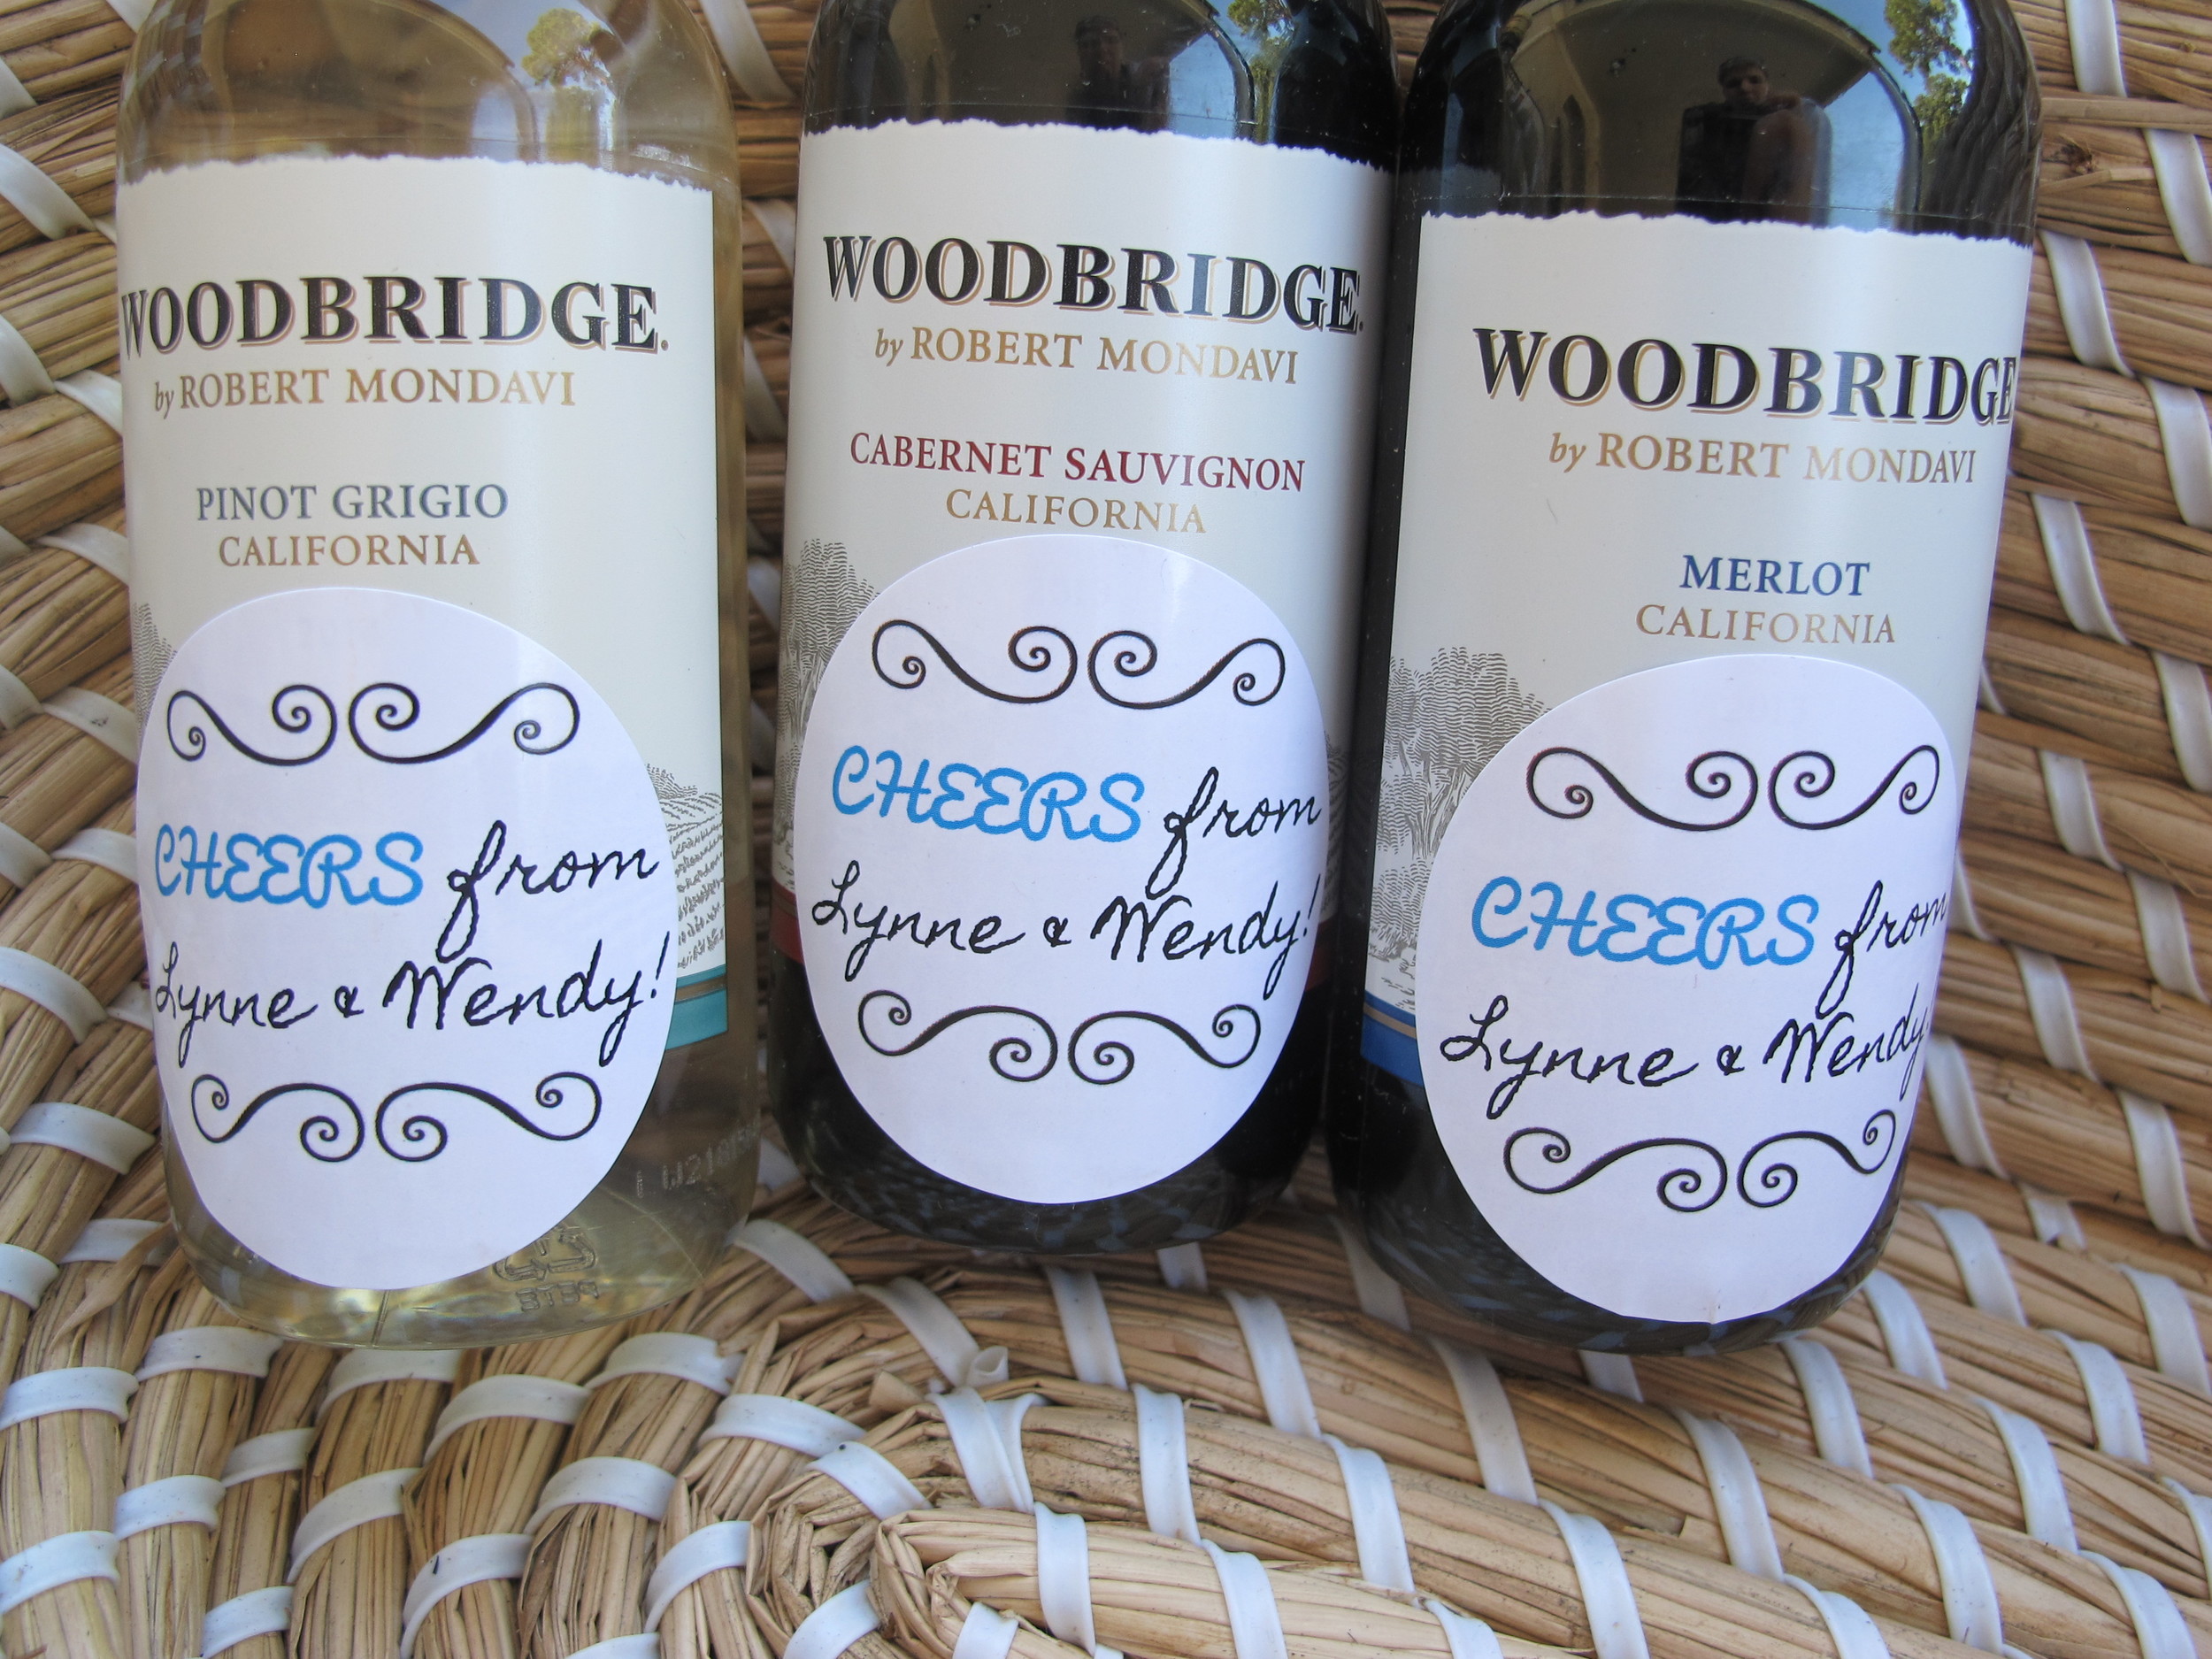 WOODBRIDGE.
by ROBERT MONDAVI
PINOT GRIGIO
CALIFORNIA
CHEERS from
Lynne & Wendy!
WOODBRIDGE.
by ROBERT MONDAVI
CABERNET SAUVIGNON
CALIFORNIA
CHEERS from
Lynne & Wendy!
WOODBRIDGE
by ROBERT MONDAVI
MERLOT
CALIFORNIA
CHEERS from
Lynne & Wendy!